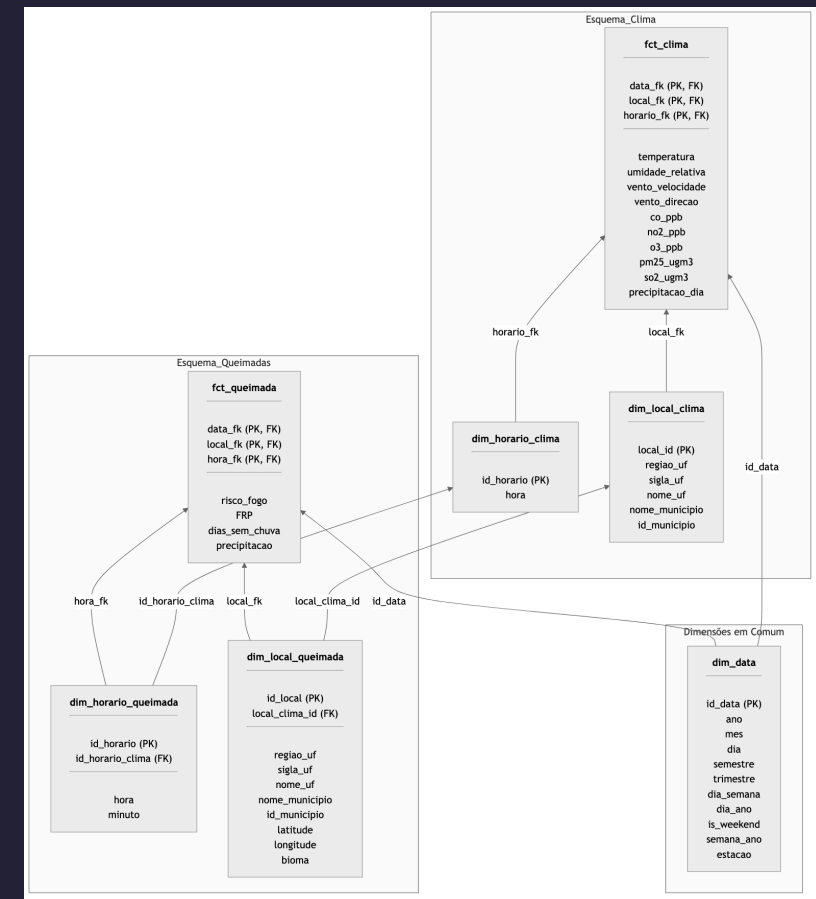 Esquema_Clima
fct_clima
data_fk (PK, FK)
local_fk (PK, FK)
horario_fk (PK, FK)
temperatura
umidade_relativa
vento_velocidade
vento_direcao
co_ppb
no2_ppb
o3_ppb
pm25_ugm3
so2_ugm3
precipitacao_dia
horario_fk
local_fk
dim_horario_clima
id_horario (PK)
hora
dim_local_clima
local_id (PK)
regiao_uf
sigla_uf
nome_uf
nome_municipio
id_municipio
id_data
Esquema_Queimadas
fct_queimada
data_fk (PK, FK)
local_fk (PK, FK)
hora_fk (PK, FK)
risco_fogo
FRP
dias_sem_chuva
precipitacao
hora_fk
id_horario_clima
local_fk
local_clima_id
id_data
dim_horario_queimada
id_horario (PK)
id_horario_clima (FK)
hora
minuto
dim_local_queimada
id_local (PK)
local_clima_id (FK)
regiao_uf
sigla_uf
nome_uf
nome_municipio
id_municipio
latitude
longitude
bioma
Dimensões em Comum
dim_data
id_data (PK)
ano
mes
dia
semestre
trimestre
dia_semana
dia_ano
is_weekend
semana_ano
estacao